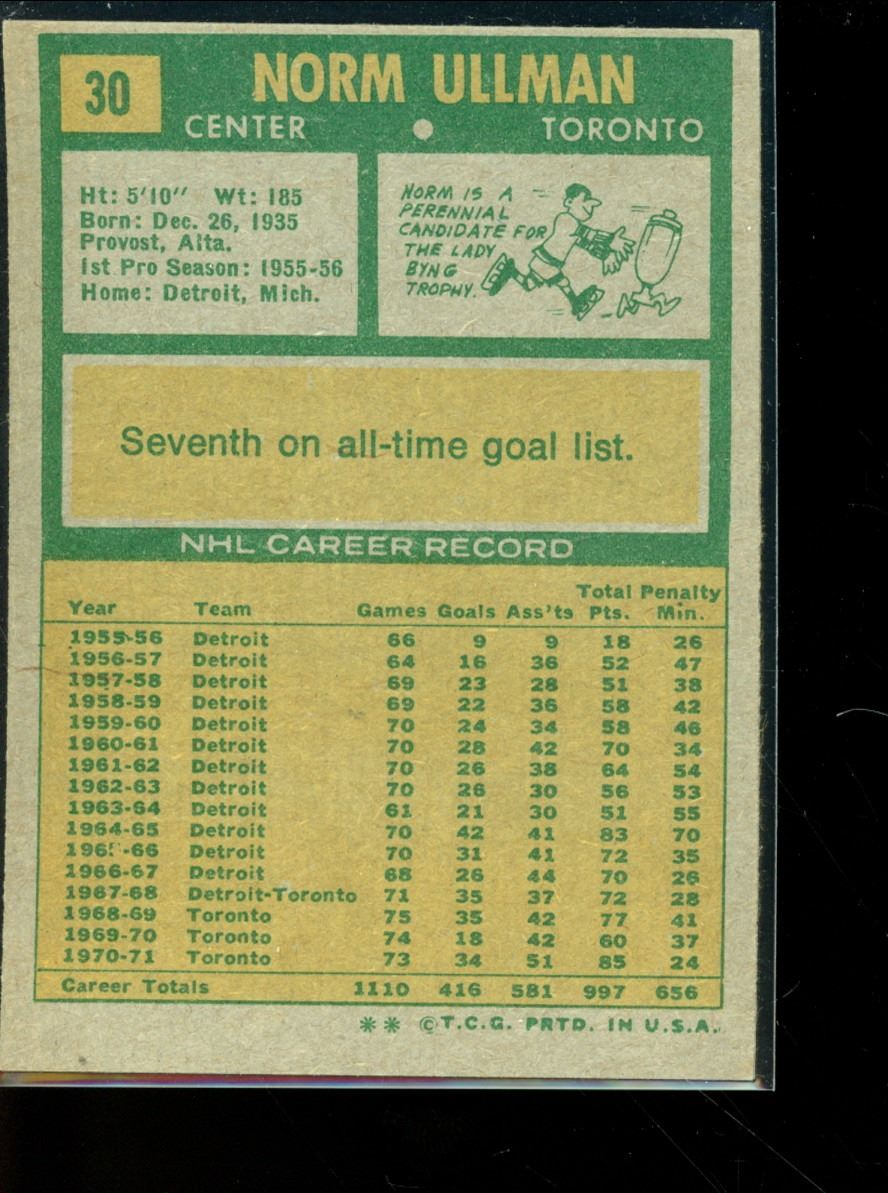 30
NORM ULLMAN
CENTER • TORONTO
Ht: 5'10" Wt: 185
Born: Dec. 26, 1935
Provost, Alta.
1st Pro Season: 1955-56
Home: Detroit, Mich.
NORM IS A
PERENNIAL
CANDIDATE FOR
THE LADY
BYNG
TROPHY.
Seventh on all-time goal list.
NHL CAREER RECORD
Total Penalty
Year Team Games Goals Ass'ts Pts. Min.
1955-56 Detroit 66 9 9 18 26
1956-57 Detroit 64 16 36 52 47
1957-58 Detroit 69 23 28 51 38
1958-59 Detroit 69 22 36 58 42
1959-60 Detroit 70 24 34 58 46
1960-61 Detroit 70 28 42 70 34
1961-62 Detroit 70 26 38 64 54
1962-63 Detroit 70 26 30 56 53
1963-64 Detroit 61 21 30 51 55
1964-65 Detroit 70 42 41 83 70
1965-66 Detroit 70 31 41 72 35
1966-67 Detroit 68 26 44 70 26
1967-68 Detroit-Toronto 71 35 37 72 28
1968-69 Toronto 75 35 42 77 41
1969-70 Toronto 74 18 42 60 37
1970-71 Toronto 73 34 51 85 24
Career Totals 1110 416 581 997 656
** ©T.C.G. PRTD. IN U.S.A.